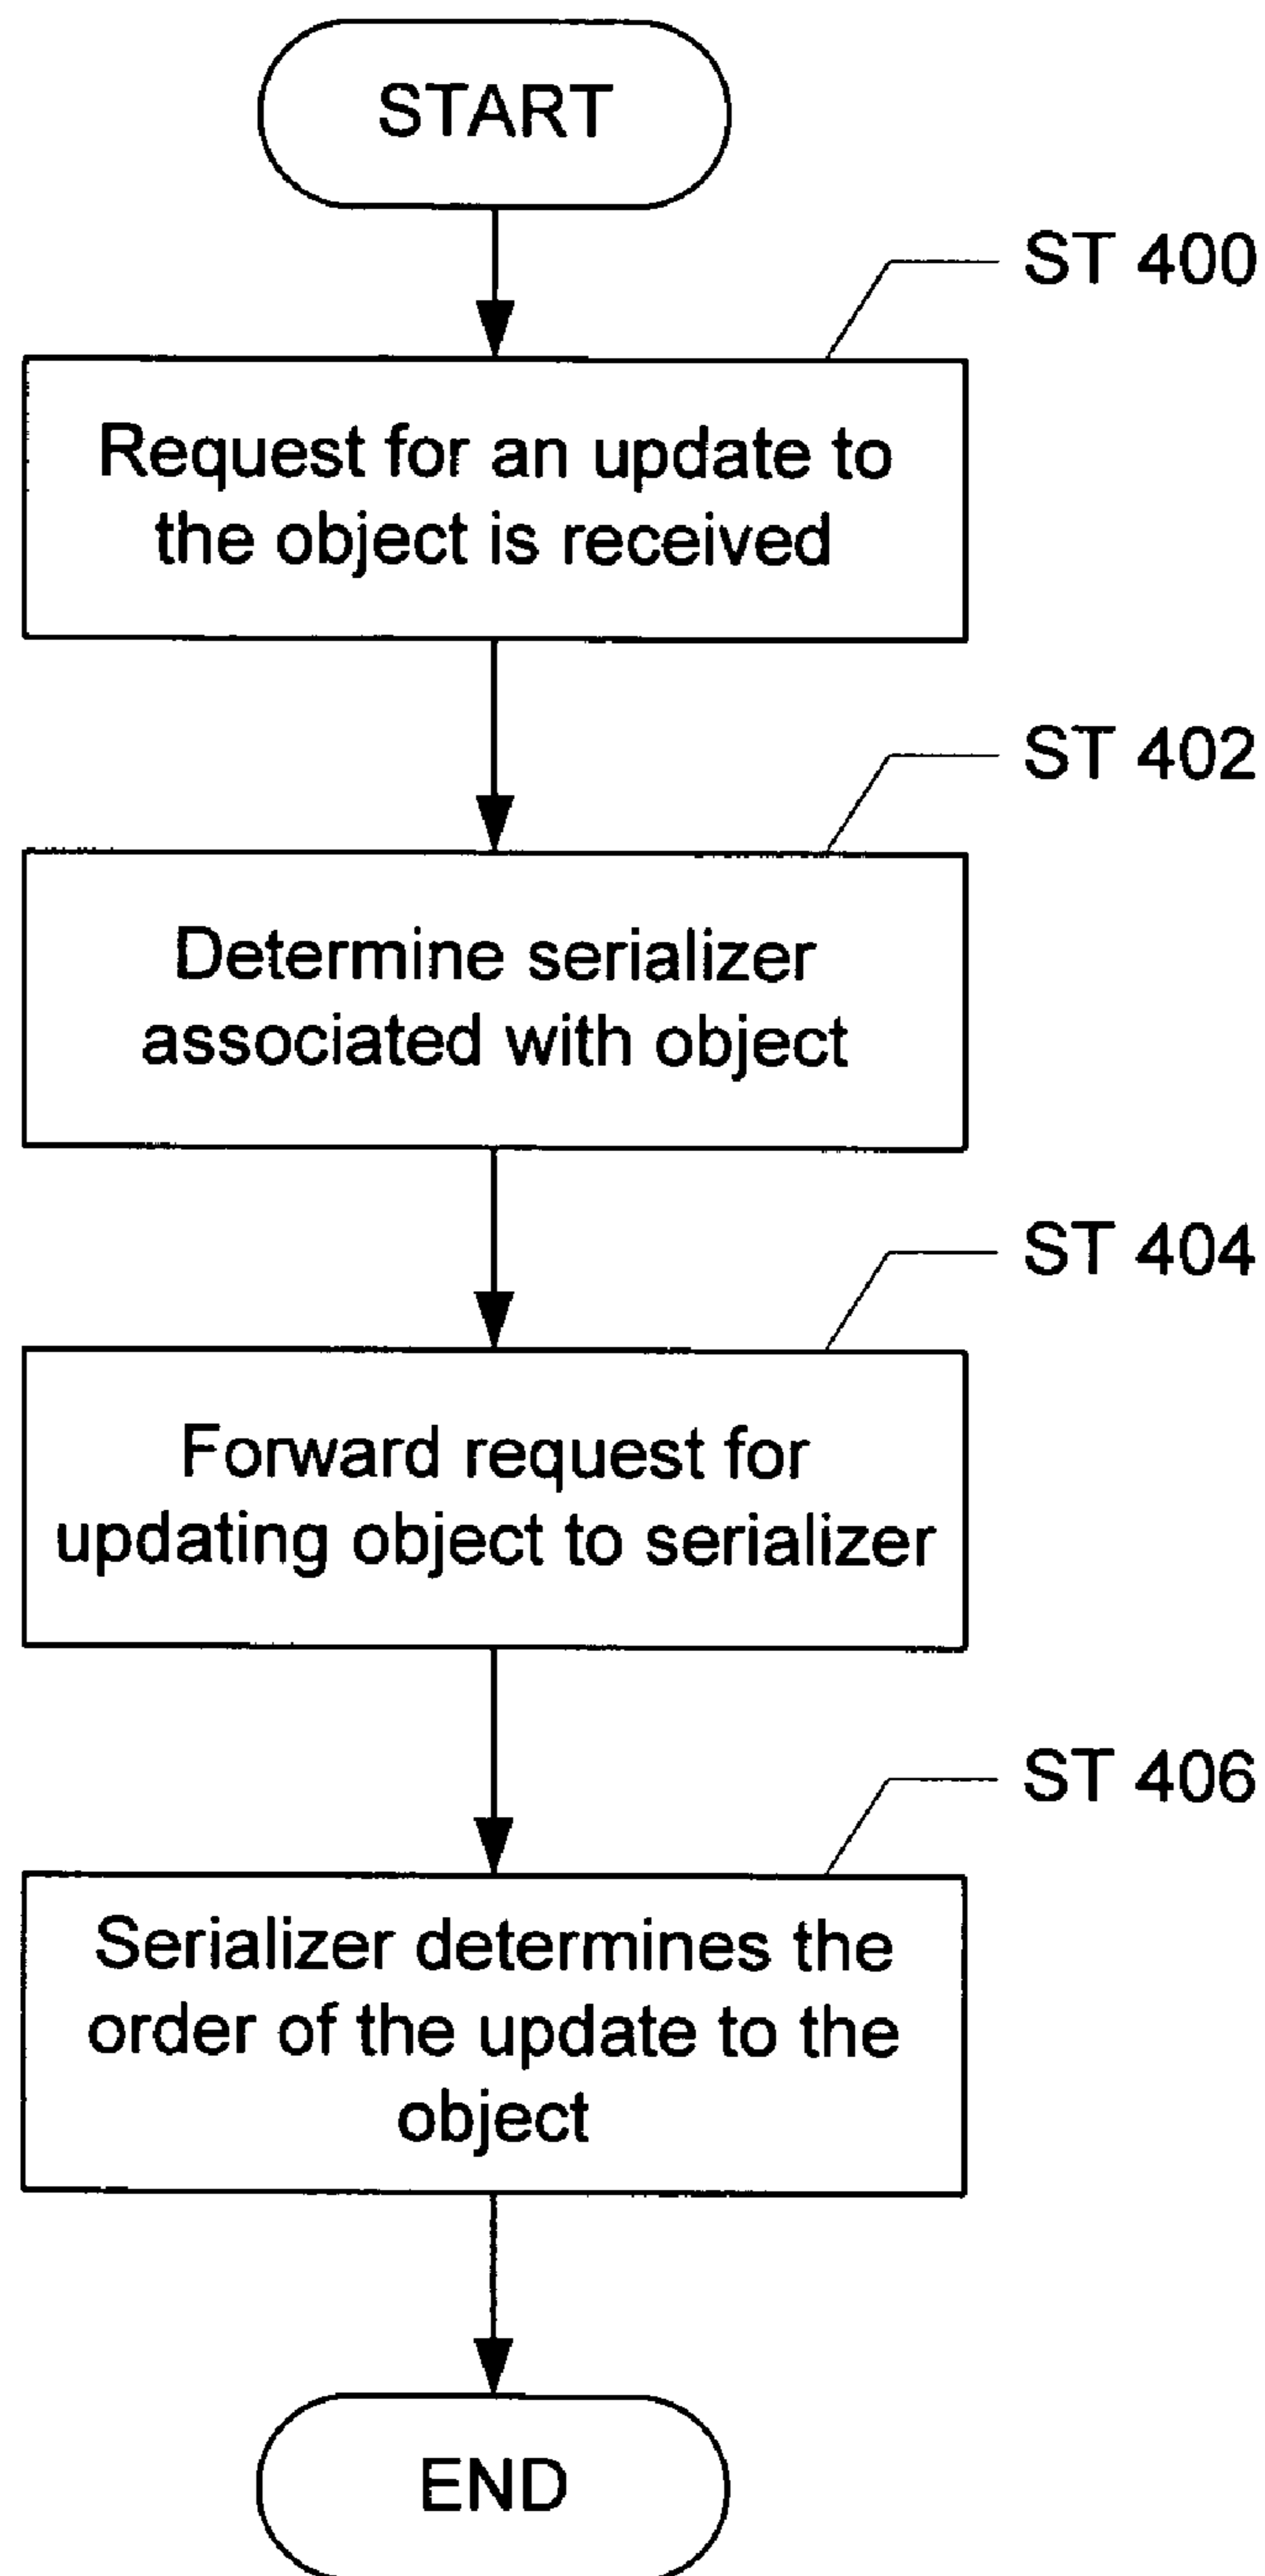 START
ST 400
Request for an update to
the object is received
ST 402
Determine serializer
associated with object
ST 404
Forward request for
updating object to serializer
ST 406
Serializer determines the
order of the update to the
object
END